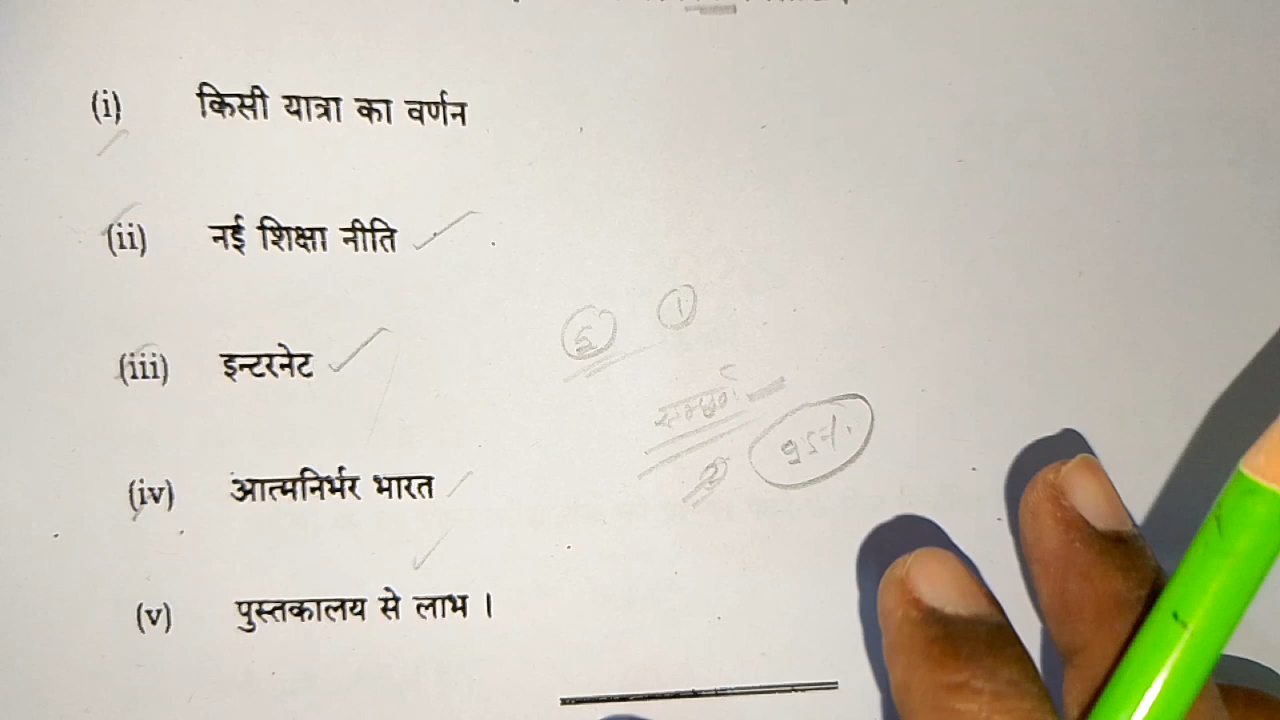 (i) किसी यात्रा का वर्णन
(ii) नई शिक्षा नीति
(iii) इन्टरनेट
(iv) आत्मनिर्भर भारत
(v) पुस्तकालय से लाभ ।